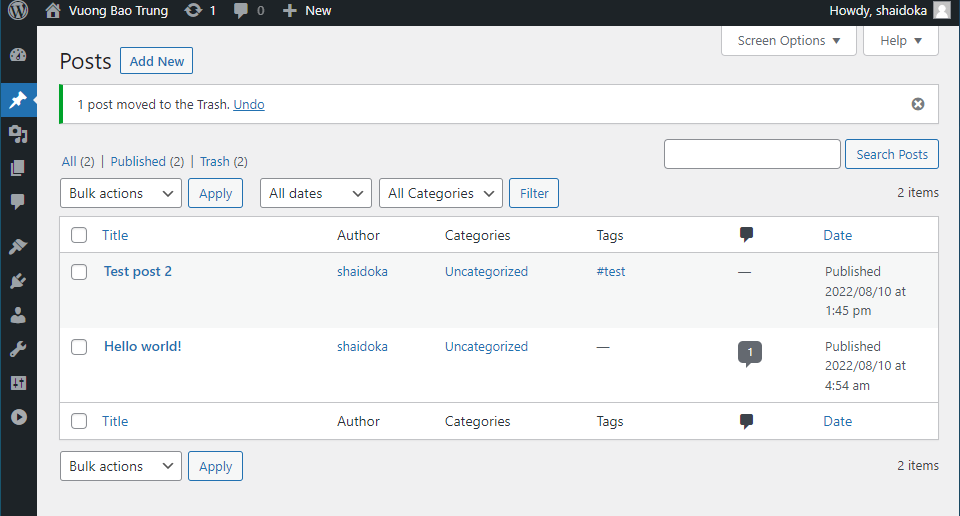 Vuong Bao Trung 1 0 New Howdy, shaidoka
Screen Options Help
Posts Add New
1 post moved to the Trash. Undo
All (2) | Published (2) | Trash (2)
Search Posts
Bulk actions Apply All dates All Categories Filter 2 items
Title Author Categories Tags Date
Test post 2 shaidoka Uncategorized #test — Published
2022/08/10 at
1:45 pm
Hello world! shaidoka Uncategorized — 1 Published
2022/08/10 at
4:54 am
Title Author Categories Tags Date
Bulk actions Apply 2 items